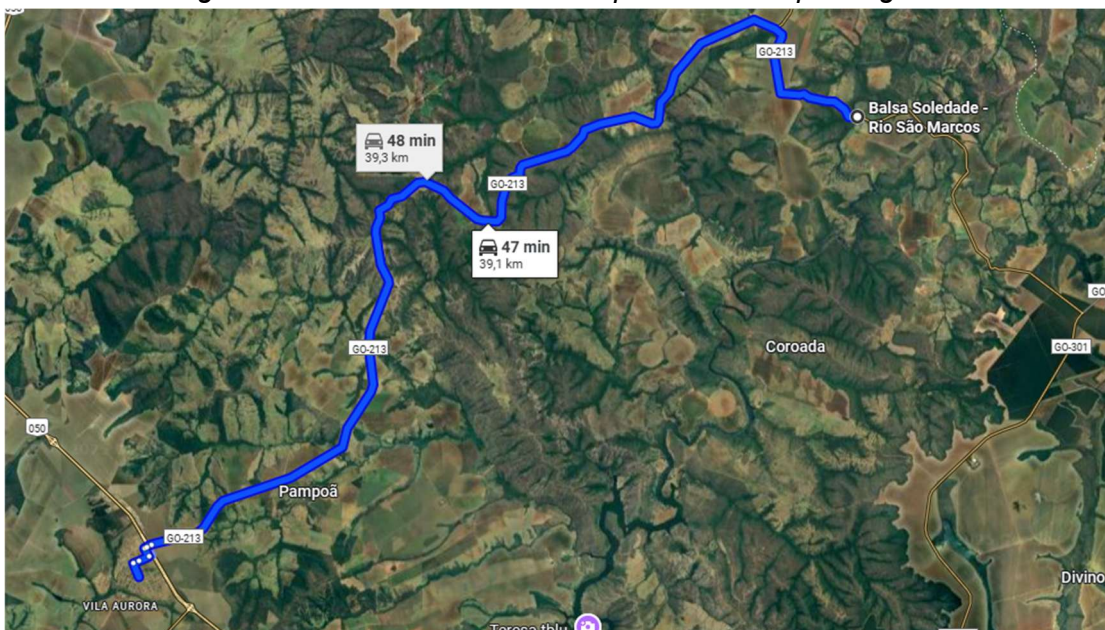 GO-213
Balsa Soledade -
Rio São Marcos
48 min
39,3 km
GO-213
47 min
39,1 km
GO
GO-213
Coroada
GO-301
050
Pampoã
GO-213
Divino
VILA AURORA